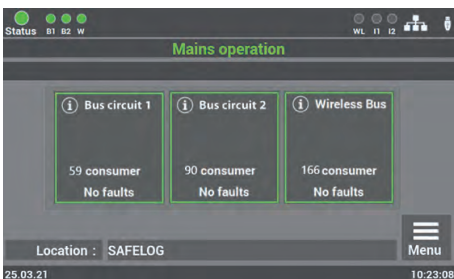 Status B1 B2 W WL I1 I2
Mains operation
Bus circuit 1
59 consumer
No faults
Bus circuit 2
90 consumer
No faults
Wireless Bus
166 consumer
No faults
Location : SAFELOG
Menu
25.03.21 10:23:08